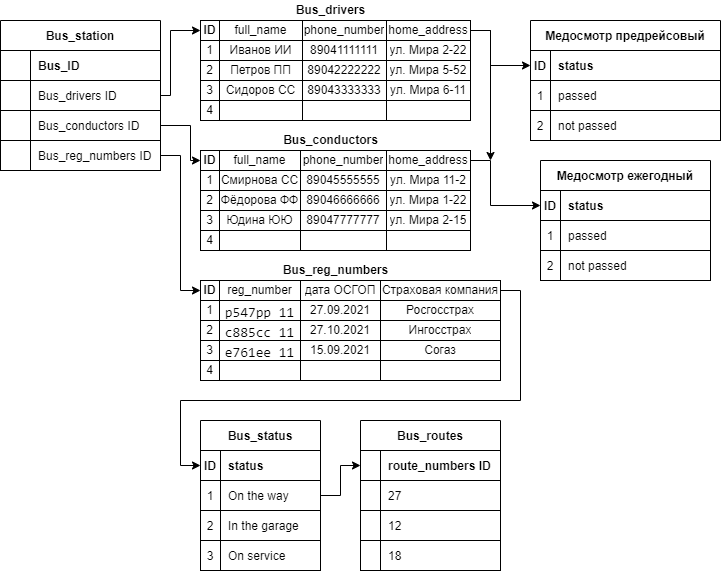 Bus_station
Bus_ID
Bus_drivers ID
Bus_conductors ID
Bus_reg_numbers ID
Bus_drivers
ID full_name phone_number home_address
1 Иванов ИИ 89041111111 ул. Мира 2-22
2 Петров ПП 89042222222 ул. Мира 5-52
3 Сидоров СС 89043333333 ул. Мира 6-11
4
Bus_conductors
ID full_name phone_number home_address
1 Смирнова СС 89045555555 ул. Мира 11-2
2 Фёдорова ФФ 89046666666 ул. Мира 1-22
3 Юдина ЮЮ 89047777777 ул. Мира 2-15
4
Bus_reg_numbers
ID reg_number дата ОСГОП Страховая компания
1 р547рр 11 27.09.2021 Росгосстрах
2 с885сс 11 27.10.2021 Ингосстрах
3 е761ее 11 15.09.2021 Согаз
4
Медосмотр предрейсовый
ID status
1 passed
2 not passed
Медосмотр ежегодный
ID status
1 passed
2 not passed
Bus_status
ID status
1 On the way
2 In the garage
3 On service
Bus_routes
route_numbers ID
27
12
18